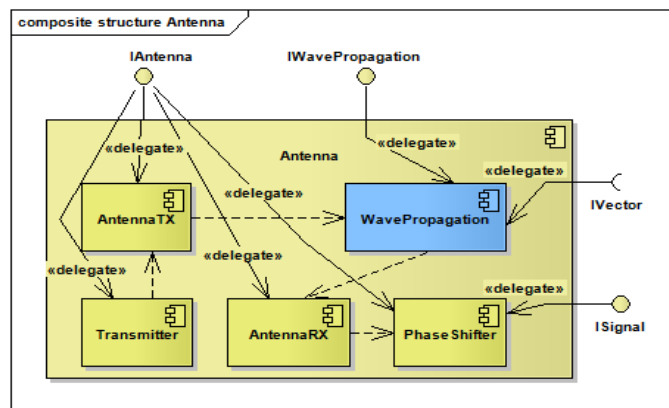 composite structure Antenna
IAntenna
IWavePropagation
«delegate»
«delegate»
Antenna
«delegate»
«delegate»
IVector
AntennaTX
WavePropagation
«delegate»
«delegate»
«delegate»
ISignal
Transmitter
AntennaRX
PhaseShifter